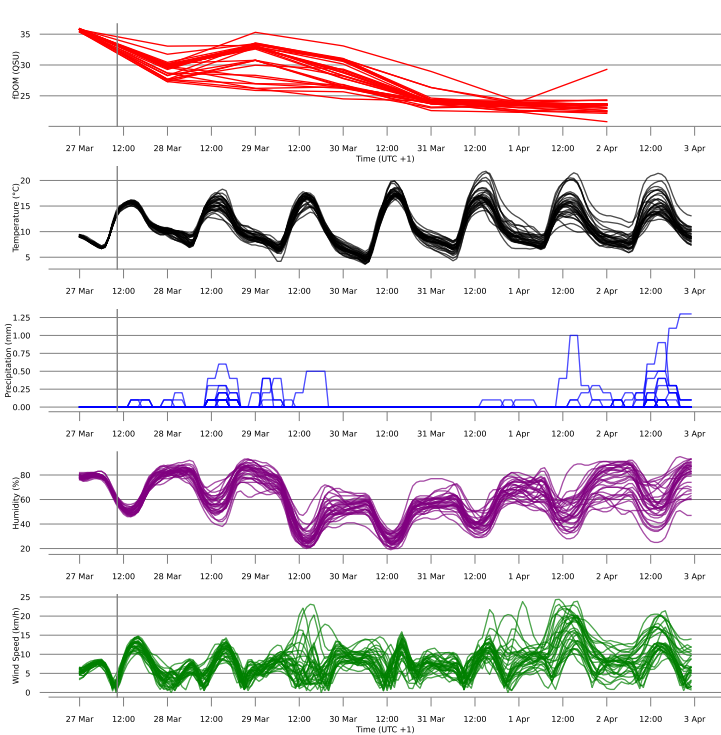 fDOM (QSU)
35
30
25
27 Mar 12:00 28 Mar 12:00 29 Mar 12:00 30 Mar 12:00 31 Mar 12:00 1 Apr 12:00 2 Apr 12:00 3 Apr
Time (UTC +1)
Temperature (°C)
20
15
10
5
27 Mar 12:00 28 Mar 12:00 29 Mar 12:00 30 Mar 12:00 31 Mar 12:00 1 Apr 12:00 2 Apr 12:00 3 Apr
Precipitation (mm)
1.25
1.00
0.75
0.50
0.25
0.00
27 Mar 12:00 28 Mar 12:00 29 Mar 12:00 30 Mar 12:00 31 Mar 12:00 1 Apr 12:00 2 Apr 12:00 3 Apr
Humidity (%)
80
60
40
20
27 Mar 12:00 28 Mar 12:00 29 Mar 12:00 30 Mar 12:00 31 Mar 12:00 1 Apr 12:00 2 Apr 12:00 3 Apr
Wind Speed (km/h)
25
20
15
10
5
0
27 Mar 12:00 28 Mar 12:00 29 Mar 12:00 30 Mar 12:00 31 Mar 12:00 1 Apr 12:00 2 Apr 12:00 3 Apr
Time (UTC +1)